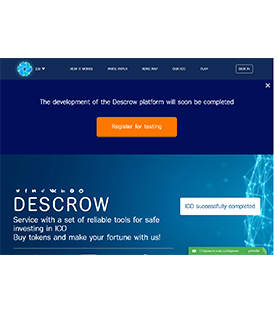 EN
HOW IT WORKS WHITE PAPER ROAD MAP OUR ICO TEAM SIGN IN
The development of the Descrow platform will soon be completed
Register for testing
DESCROW
Service with a set of reliable tools for safe
investing in ICO
Buy tokens and make your fortune with us!
ICO successfully completed